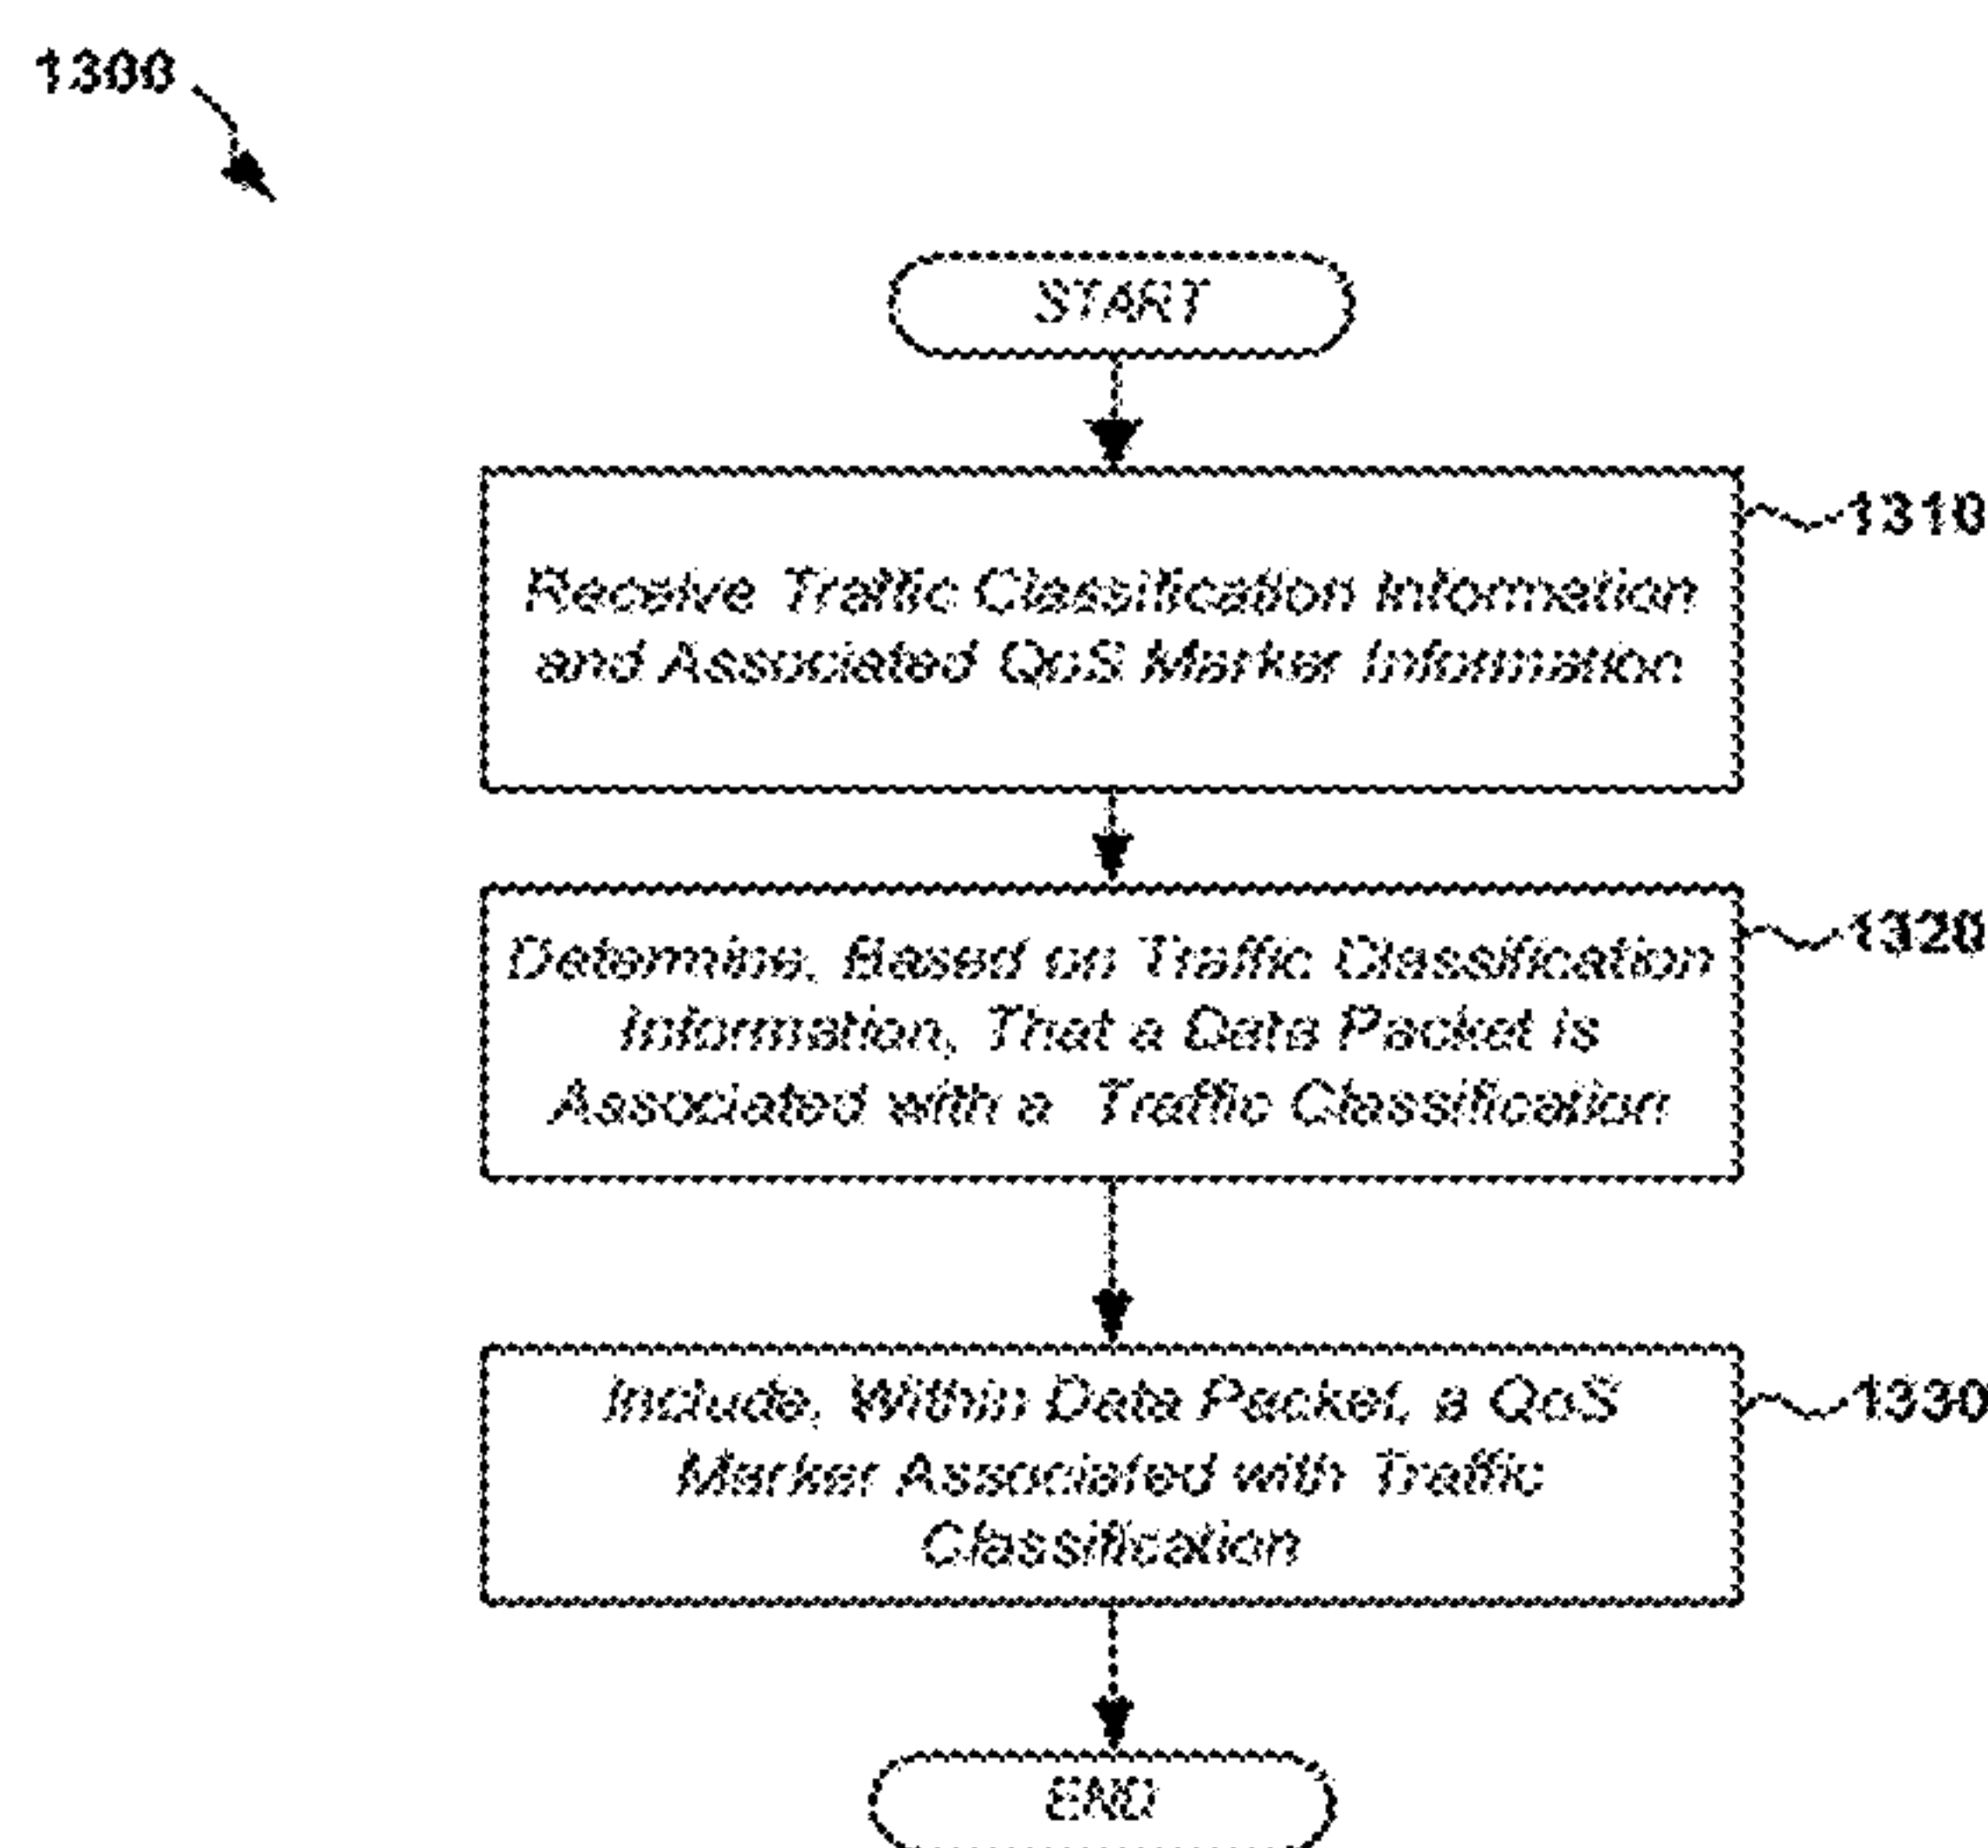 1300
START
Receive Traffic Classification Information
and Associated QoS Marker Information
1310
Determine, Based on Traffic Classification
Information, That a Data Packet is
Associated with a Traffic Classification
1320
Include, Within Data Packet, a QoS
Marker Associated with Traffic
Classification
1330
END